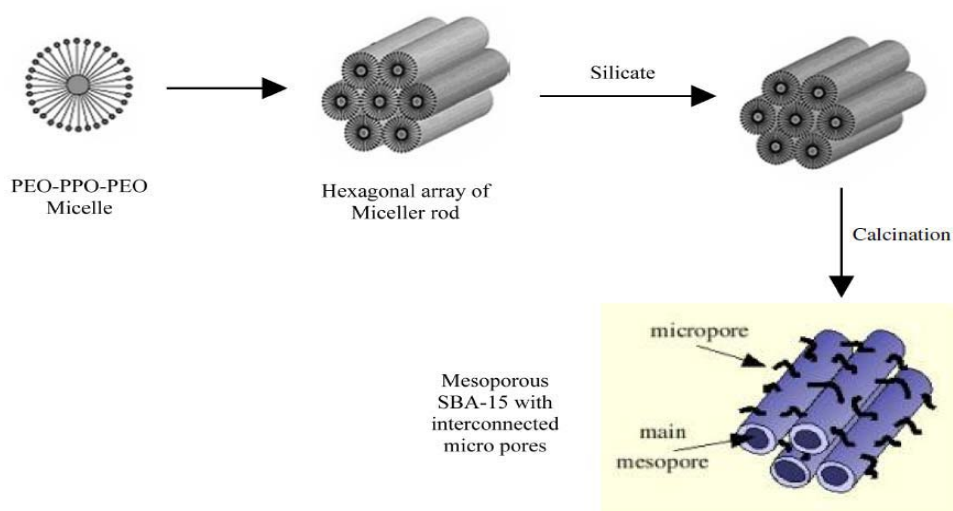 PEO-PPO-PEO
Micelle
Hexagonal array of
Miceller rod
Silicate
Calcination
Mesoporous
SBA-15 with
interconnected
micro pores
micropore
main
mesopore